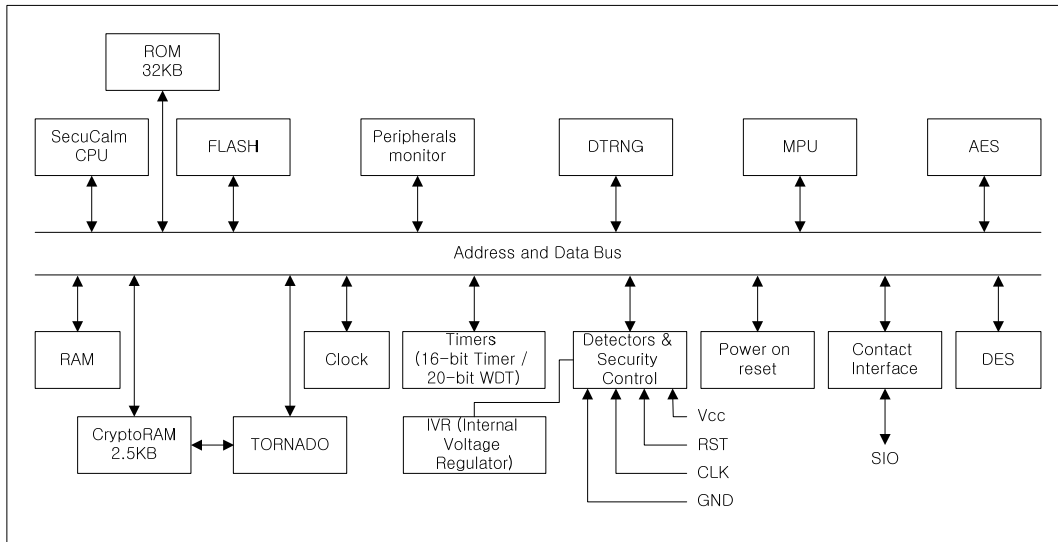 ROM
32KB
SecuCalm
CPU
FLASH
Peripherals
monitor
DTRNG
MPU
AES
Address and Data Bus
RAM
Clock
Timers
(16-bit Timer /
20-bit WDT)
Detectors &
Security
Control
Power on
reset
Contact
Interface
DES
CryptoRAM
2.5KB
TORNADO
IVR (Internal
Voltage
Regulator)
Vcc
RST
CLK
GND
SIO